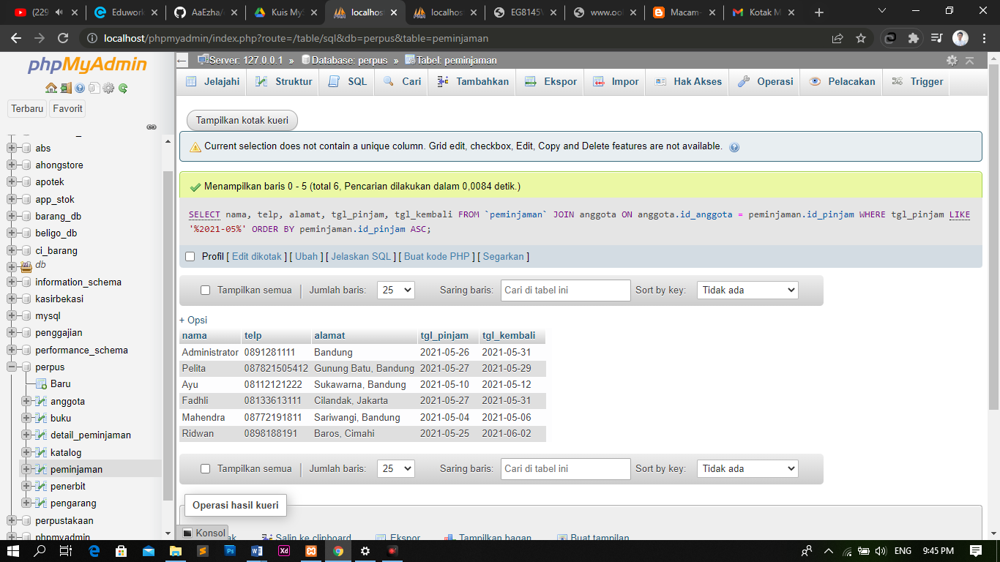 (229
Eduwork
AaEzha/
Kuis MyS
localhos
localhos
EG8145V
www.ooi
Macam-
Kotak M
localhost/phpmyadmin/index.php?route=/table/sql&db=perpus&table=peminjaman
phpMyAdmin
Terbaru Favorit
abs
ahongstore
apotek
app_stok
barang_db
beligo_db
ci_barang
db
information_schema
kasirbekasi
mysql
penggajian
performance_schema
perpus
Baru
anggota
buku
detail_peminjaman
katalog
peminjaman
penerbit
pengarang
perpustakaan
phpmyadmin
Server: 127.0.0.1 » Database: perpus » Tabel: peminjaman
Jelajahi Struktur SQL Cari Tambahkan Ekspor Impor Hak Akses Operasi Pelacakan Trigger
Tampilkan kotak kueri
Current selection does not contain a unique column. Grid edit, checkbox, Edit, Copy and Delete features are not available.
Menampilkan baris 0 - 5 (total 6, Pencarian dilakukan dalam 0,0084 detik.)
SELECT nama, telp, alamat, tgl_pinjam, tgl_kembali FROM `peminjaman` JOIN anggota ON anggota.id_anggota = peminjaman.id_pinjam WHERE tgl_pinjam LIKE
'%2021-05%' ORDER BY peminjaman.id_pinjam ASC;
Profil [ Edit dikotak ] [ Ubah ] [ Jelaskan SQL ] [ Buat kode PHP ] [ Segarkan ]
Tampilkan semua Jumlah baris: 25 Saring baris: Cari di tabel ini Sort by key: Tidak ada
+ Opsi
nama telp alamat tgl_pinjam tgl_kembali
Administrator 0891281111 Bandung 2021-05-26 2021-05-31
Pelita 087821505412 Gunung Batu, Bandung 2021-05-27 2021-05-29
Ayu 08112121222 Sukawarna, Bandung 2021-05-10 2021-05-12
Fadhli 08133613111 Cilandak, Jakarta 2021-05-27 2021-05-31
Mahendra 08772191811 Sariwangi, Bandung 2021-05-04 2021-05-06
Ridwan 0898188191 Baros, Cimahi 2021-05-25 2021-06-02
Tampilkan semua Jumlah baris: 25 Saring baris: Cari di tabel ini Sort by key: Tidak ada
Operasi hasil kueri
Konsol
Salin ke clipboard Ekspor Tampilkan bagan Buat tampilan
ENG 9:45 PM